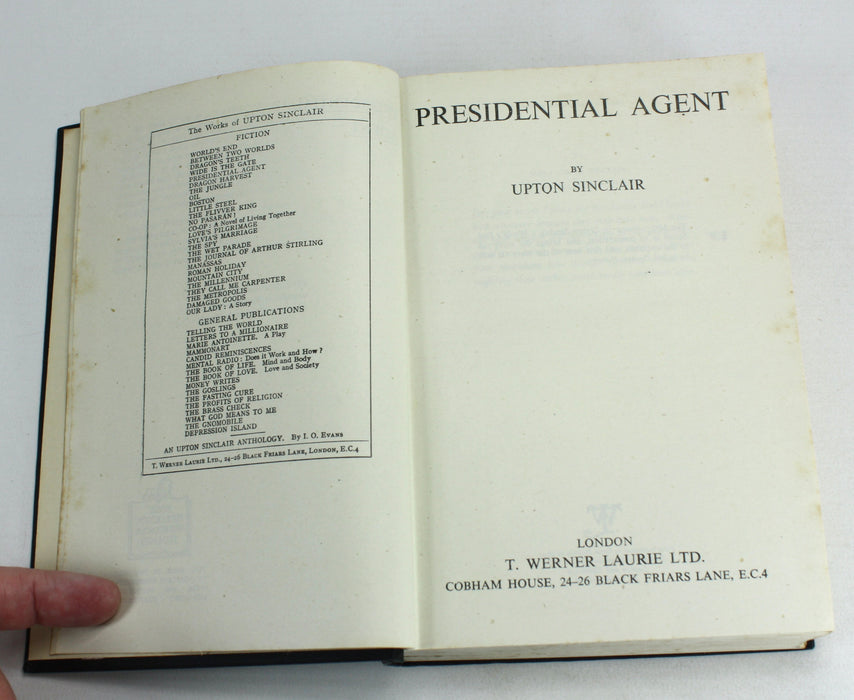 The Works of UPTON SINCLAIR
FICTION
WORLD'S END
BETWEEN TWO WORLDS
DRAGON'S TEETH
WIDE IS THE GATE
PRESIDENTIAL AGENT
DRAGON HARVEST
THE JUNGLE
OIL
BOSTON
LITTLE STEEL
THE FLIVVER KING
NO PASARAN!
CO-OP: A Novel of Living Together
LOVE'S PILGRIMAGE
SYLVIA'S MARRIAGE
THE SPY
THE WET PARADE
THE JOURNAL OF ARTHUR STIRLING
MANASSAS
ROMAN HOLIDAY
MOUNTAIN CITY
THE MILLENNIUM
THEY CALL ME CARPENTER
THE METROPOLIS
DAMAGED GOODS
OUR LADY: A Story
GENERAL PUBLICATIONS
TELLING THE WORLD
LETTERS TO A MILLIONAIRE
MARIE ANTOINETTE. A Play
MAMMONART
CANDID REMINISCENCES
MENTAL RADIO: Does it Work and How?
THE BOOK OF LIFE. Mind and Body
THE BOOK OF LOVE. Love and Society
MONEY WRITES
THE GOSLINGS
THE FASTING CURE
THE PROFITS OF RELIGION
THE BRASS CHECK
WHAT GOD MEANS TO ME
THE GNOMOBILE
DEPRESSION ISLAND
AN UPTON SINCLAIR ANTHOLOGY. By I. O. EVANS
T. WERNER LAURIE LTD., 24-26 BLACK FRIARS LANE, LONDON, E.C.4
PRESIDENTIAL AGENT
BY
UPTON SINCLAIR
LONDON
T. WERNER LAURIE LTD.
COBHAM HOUSE, 24-26 BLACK FRIARS LANE, E.C.4